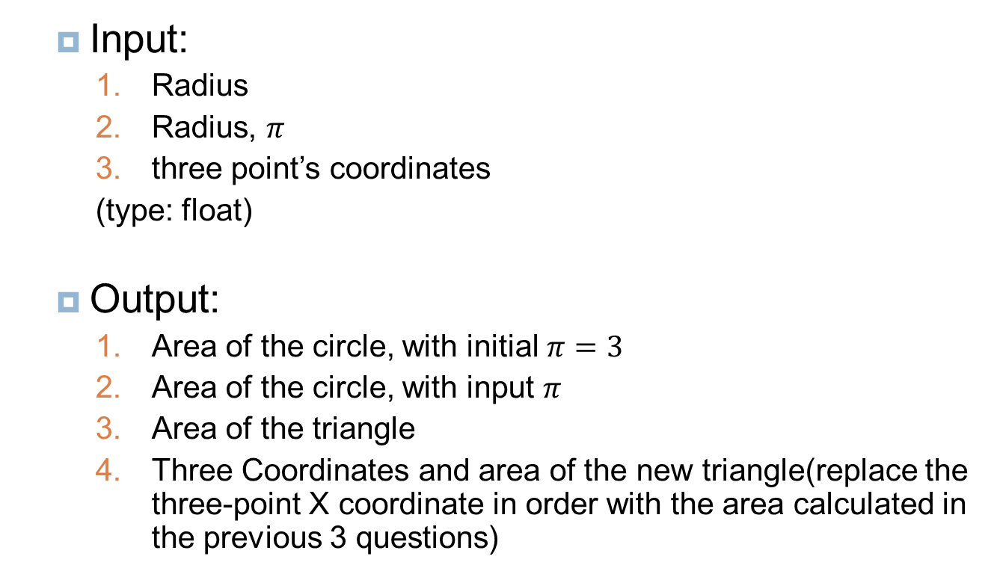 Input:
1. Radius
2. Radius, π
3. three point’s coordinates
(type: float)
Output:
1. Area of the circle, with initial π = 3
2. Area of the circle, with input π
3. Area of the triangle
4. Three Coordinates and area of the new triangle(replace the
three-point X coordinate in order with the area calculated in
the previous 3 questions)